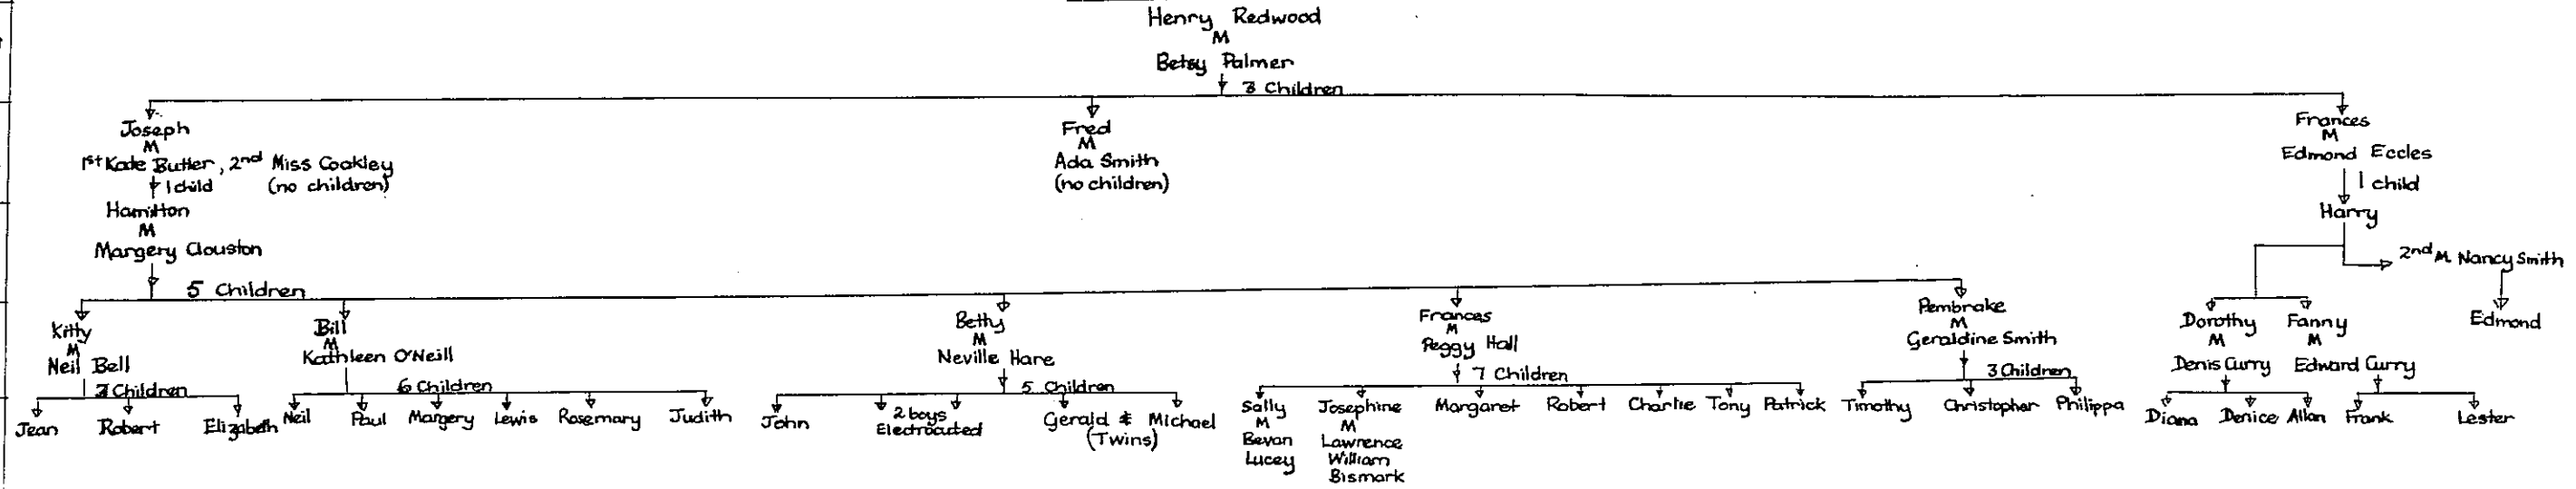 Henry Redwood
M
Betsy Palmer
3 Children
Joseph
M
1st Kate Butler, 2nd Miss Coakley
1 child (no children)
Hamilton
M
Margery Clouston
5 Children
Fred
M
Ada Smith
(no children)
Frances
M
Edmond Eccles
1 child
Harry
2nd M Nancy Smith
Edmond
Kitty
M
Neil Bell
3 Children
Jean Robert Elizabeth
Bill
M
Kathleen O'Neill
6 Children
Neil Paul Margery Lewis Rosemary Judith
Betty
M
Neville Hare
5 Children
John 2 boys Gerald & Michael
Electrocuted (Twins)
Frances
M
Peggy Hall
7 Children
Sally Josephine Margaret Robert Charlie Tony Patrick
M M
Bevan Lawrence
Lucey William
Bismark
Pembrake
M
Geraldine Smith
3 Children
Timothy Christopher Philippa
Dorothy Fanny
M M
Denis Curry Edward Curry
Diana Denice Allan Frank Lester